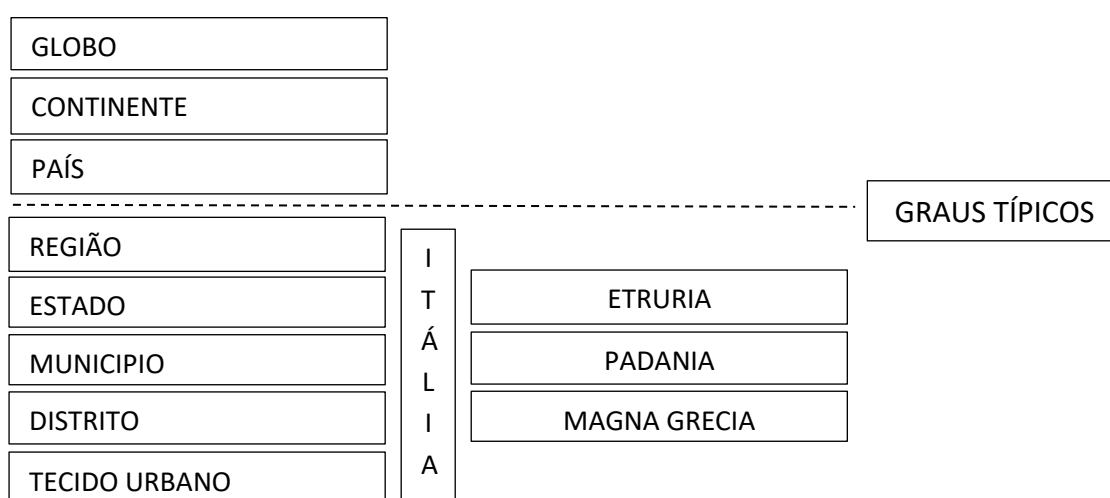 GLOBO
CONTINENTE
PAÍS
GRAUS TÍPICOS
REGIÃO
ESTADO
MUNICIPIO
DISTRITO
TECIDO URBANO
I
T
Á
L
I
A
ETRURIA
PADANIA
MAGNA GRECIA